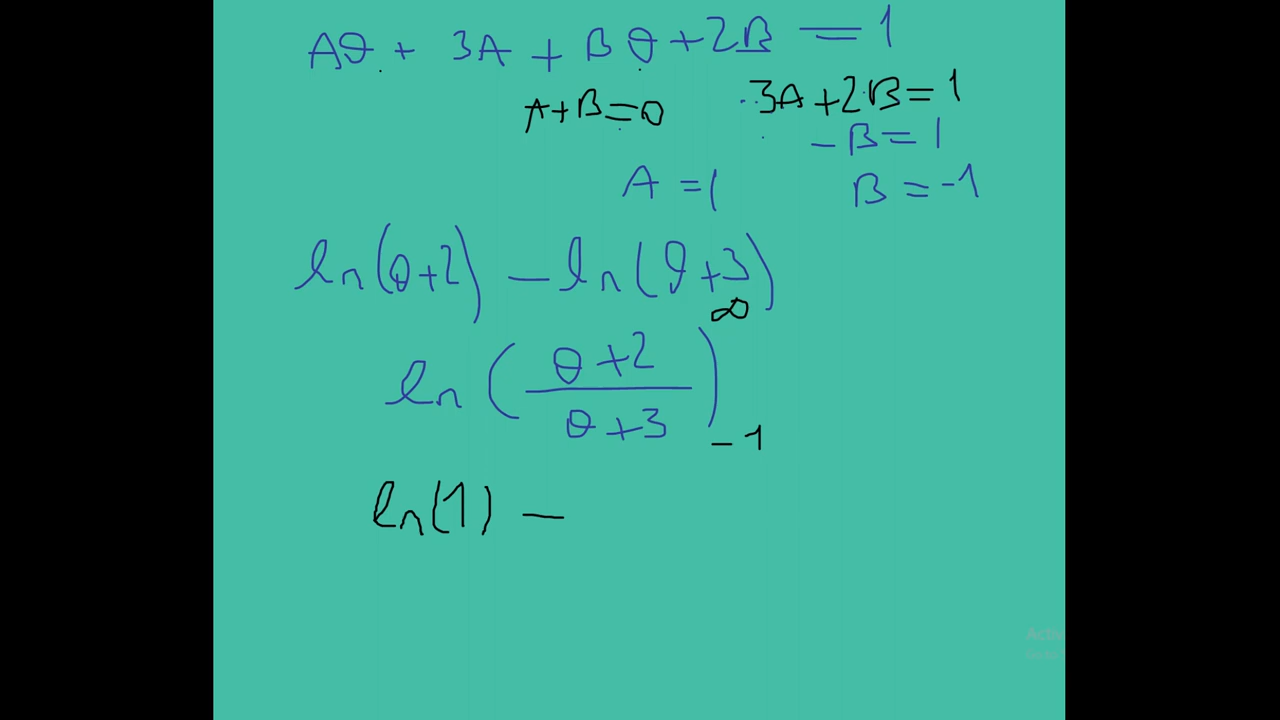 Aθ + 3A + Bθ + 2B = 1
A+B=0 3A+2B=1
-B=1
A=1 B=-1
ln(θ+2) - ln(θ+3)
ln((θ+2)/(θ+3)) ∞ -1
ln(1) -